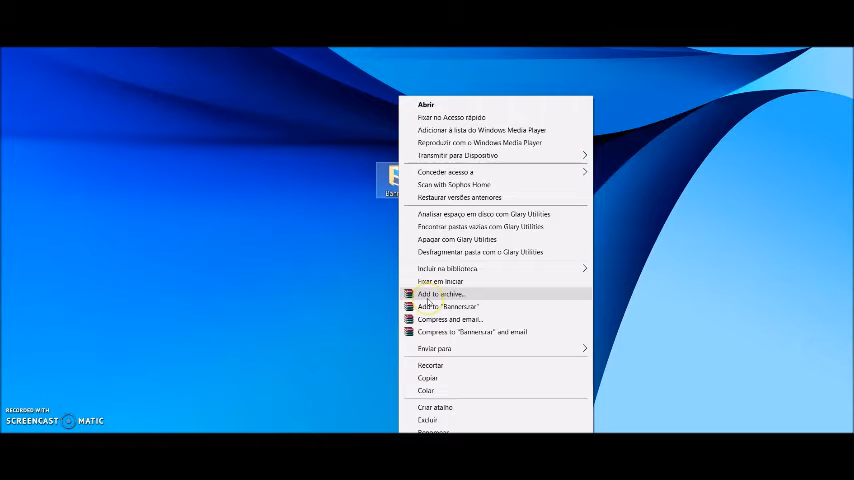 Abrir
Fixar no Acesso rápido
Adicionar à lista do Windows Media Player
Reproduzir com o Windows Media Player
Transmitir para Dispositivo
Conceder acesso a
Scan with Sophos Home
Restaurar versões anteriores
Analisar espaço em disco com Glary Utilities
Encontrar pastas vazias com Glary Utilities
Apagar com Glary Utilities
Desfragmentar pasta com o Glary Utilities
Incluir na biblioteca
Fixar em Iniciar
Add to archive...
Add to "Banners.rar"
Compress and email...
Compress to "Banners.rar" and email
Enviar para
Recortar
Copiar
Colar
Criar atalho
Excluir
RECORDED WITH
SCREENCAST MATIC